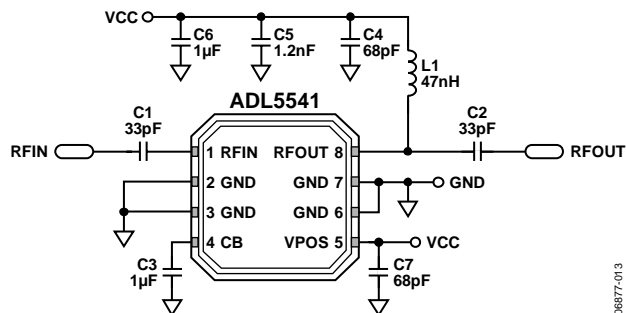 VCC
C6
1µF
C5
1.2nF
C4
68pF
L1
47nH
ADL5541
C1
33pF
C2
33pF
RFIN
1 RFIN
RFOUT 8
RFOUT
2 GND
GND 7
GND
3 GND
GND 6
4 CB
VPOS 5
VCC
C3
1µF
C7
68pF
06877-013